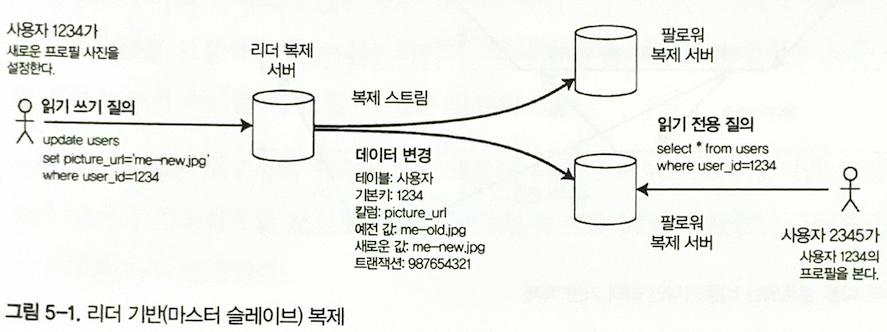 사용자 1234가
새로운 프로필 사진을
설정한다.
읽기 쓰기 질의
update users
set picture_url='me-new.jpg'
where user_id=1234
리더 복제
서버
복제 스트림
데이터 변경
테이블: 사용자
기본키: 1234
칼럼: picture_url
예전 값: me-old.jpg
새로운 값: me-new.jpg
트랜잭션: 987654321
팔로워
복제 서버
읽기 전용 질의
select * from users
where user_id=1234
팔로워
복제 서버
사용자 2345가
사용자 1234의
프로필을 본다.
그림 5-1. 리더 기반(마스터 슬레이브) 복제